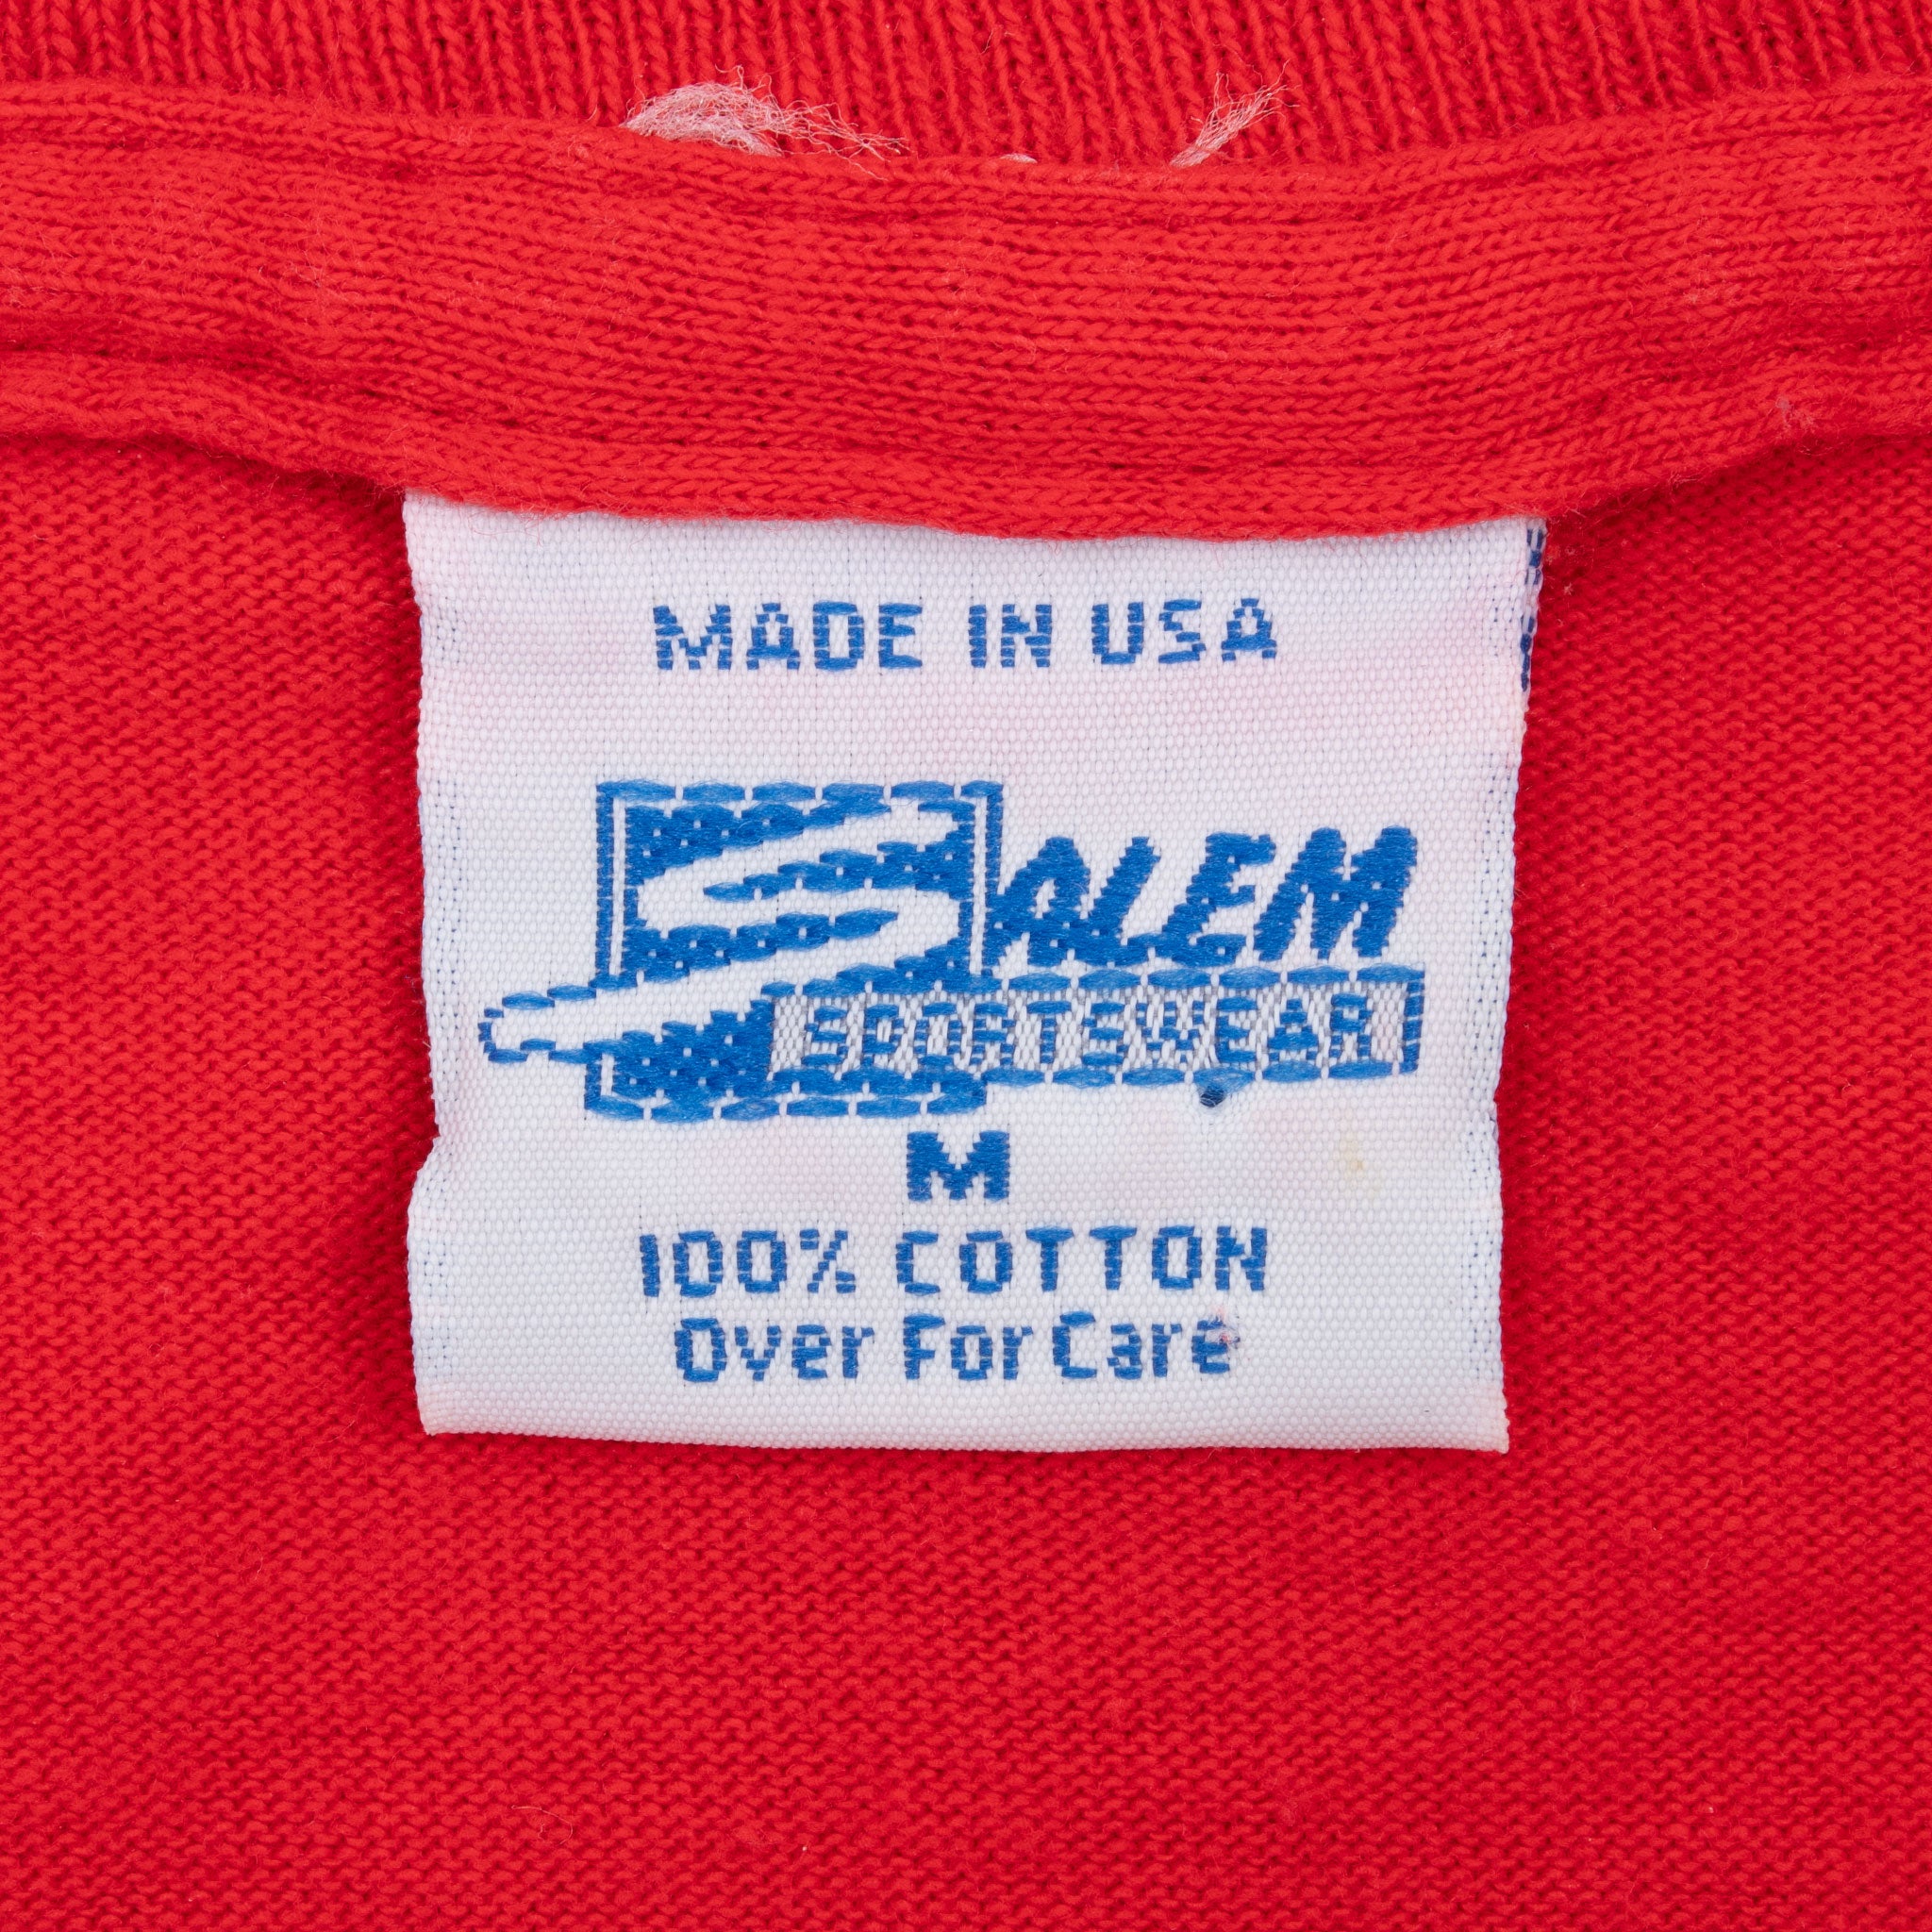 MADE IN USA
SALEM
SPORTSWEAR
M
100% COTTON
Over For Care